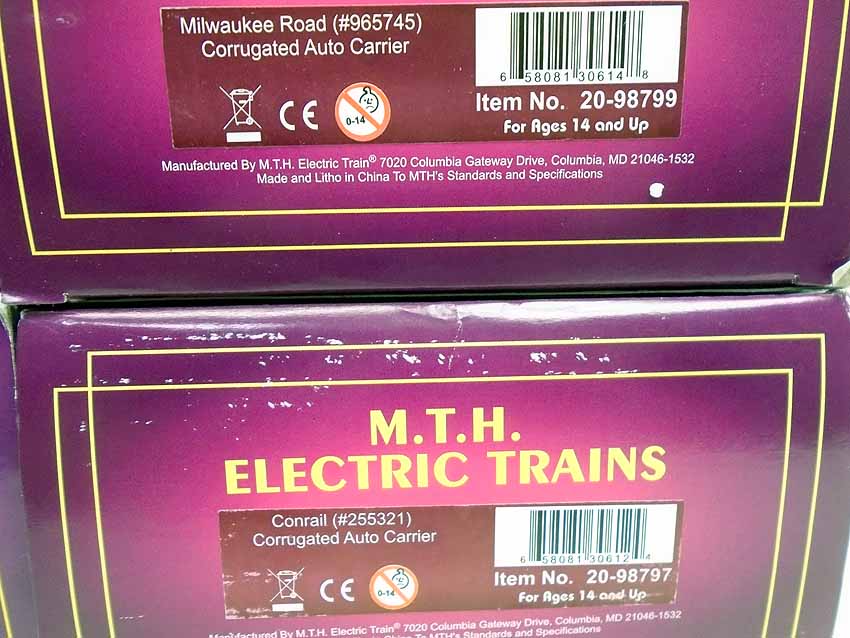 Milwaukee Road (#965745)
Corrugated Auto Carrier
6 58081 30614 8
CE
0-14
Item No. 20-98799
For Ages 14 and Up
Manufactured By M.T.H. Electric Train® 7020 Columbia Gateway Drive, Columbia, MD 21046-1532
Made and Litho in China To MTH's Standards and Specifications
M.T.H.
ELECTRIC TRAINS
Conrail (#255321)
Corrugated Auto Carrier
6 58081 30612 4
CE
0-14
Item No. 20-98797
For Ages 14 and Up
Manufactured By M.T.H. Electric Train® 7020 Columbia Gateway Drive, Columbia, MD 21046-1532
China To MTH's Standards and Specifications